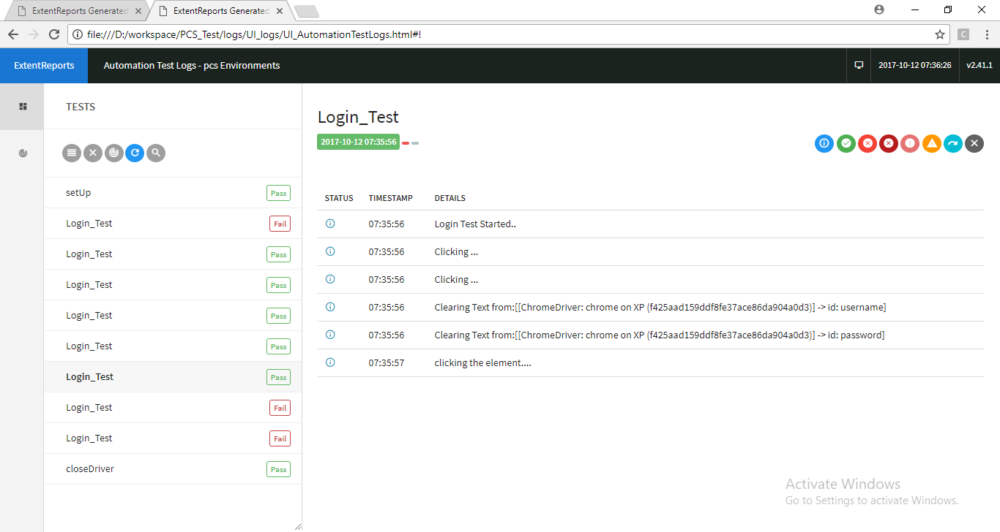 ExtentReports Generated
ExtentReports Generated
file:///D:/workspace/PCS_Test/logs/UI_logs/UI_AutomationTestLogs.html#!
C
ExtentReports
Automation Test Logs - pcs Environments
2017-10-12 07:36:26
v2.41.1
TESTS
setUp Pass
Login_Test Fail
Login_Test Pass
Login_Test Pass
Login_Test Pass
Login_Test Pass
Login_Test Pass
Login_Test Fail
Login_Test Fail
closeDriver Pass
Login_Test
2017-10-12 07:35:56
STATUS TIMESTAMP DETAILS
07:35:56 Login Test Started..
07:35:56 Clicking ...
07:35:56 Clicking ...
07:35:56 Clearing Text from:[[ChromeDriver: chrome on XP (f425aad159ddf8fe37ace86da904a0d3)] -> id: username]
07:35:56 Clearing Text from:[[ChromeDriver: chrome on XP (f425aad159ddf8fe37ace86da904a0d3)] -> id: password]
07:35:57 clicking the element....
Activate Windows
Go to Settings to activate Windows.